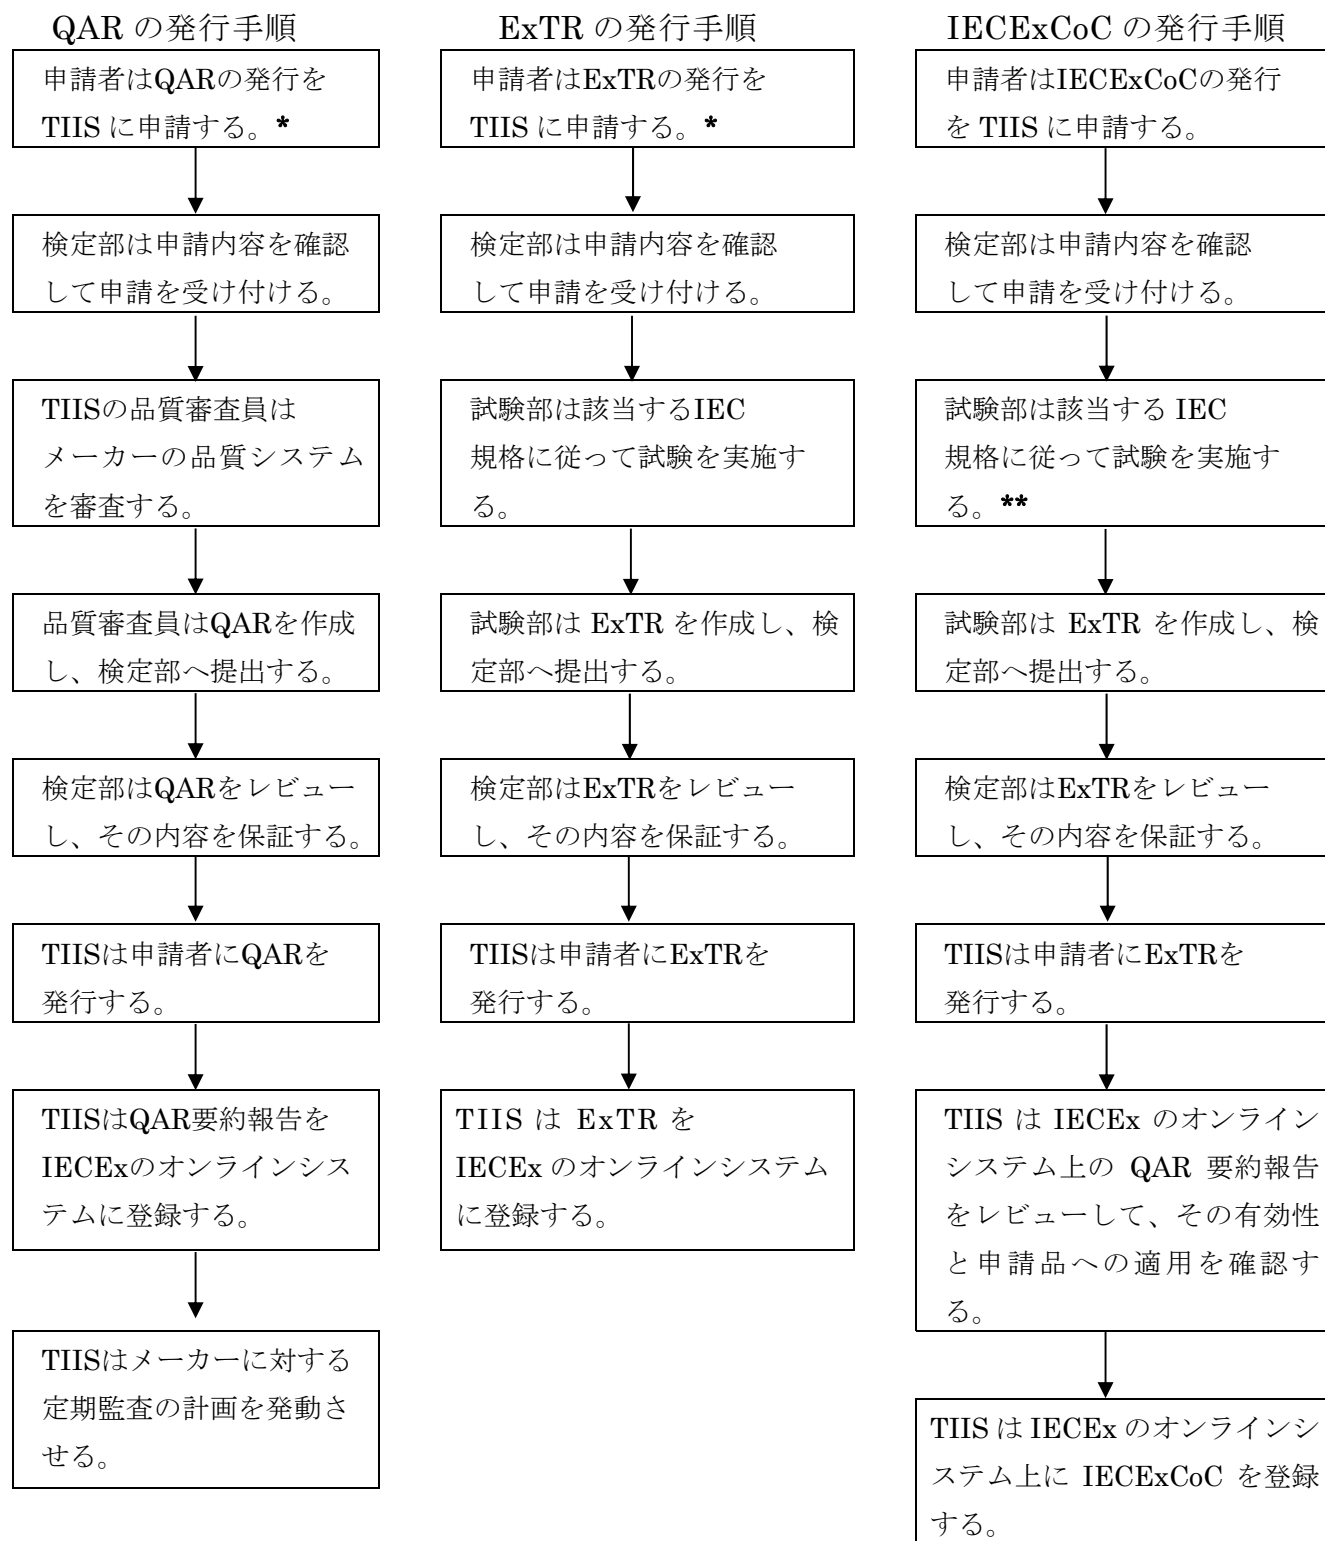 QAR の発行手順
申請者はQARの発行を
TIIS に申請する。*
検定部は申請内容を確認
して申請を受け付ける。
TIISの品質審査員は
メーカーの品質システム
を審査する。
品質審査員はQARを作成
し、検定部へ提出する。
検定部はQARをレビュー
し、その内容を保証する。
TIISは申請者にQARを
発行する。
TIISはQAR要約報告を
IECExのオンラインシス
テムに登録する。
TIISはメーカーに対する
定期監査の計画を発動さ
せる。
ExTR の発行手順
申請者はExTRの発行を
TIIS に申請する。*
検定部は申請内容を確認
して申請を受け付ける。
試験部は該当するIEC
規格に従って試験を実施す
る。
試験部は ExTR を作成し、検
定部へ提出する。
検定部はExTRをレビュー
し、その内容を保証する。
TIISは申請者にExTRを
発行する。
TIIS は ExTR を
IECEx のオンラインシステム
に登録する。
IECExCoC の発行手順
申請者はIECExCoCの発行
を TIIS に申請する。
検定部は申請内容を確認
して申請を受け付ける。
試験部は該当する IEC
規格に従って試験を実施す
る。**
試験部は ExTR を作成し、検
定部へ提出する。
検定部はExTRをレビュー
し、その内容を保証する。
TIISは申請者にExTRを
発行する。
TIIS は IECEx のオンライン
システム上の QAR 要約報告
をレビューして、その有効性
と申請品への適用を確認す
る。
TIIS は IECEx のオンラインシ
ステム上に IECExCoC を登録
する。